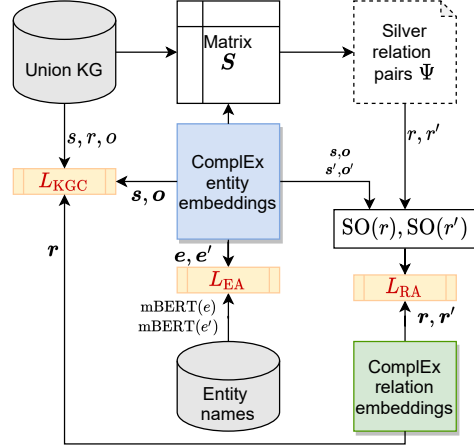 Union KG
Matrix
S
Silver
relation
pairs Ψ
s, r, o
r, r′
L_KGC
s, o
ComplEx
entity
embeddings
s,o
s′,o′
SO(r), SO(r′)
r
e, e′
L_EA
L_RA
mBERT(e)
mBERT(e′)
r, r′
Entity
names
ComplEx
relation
embeddings